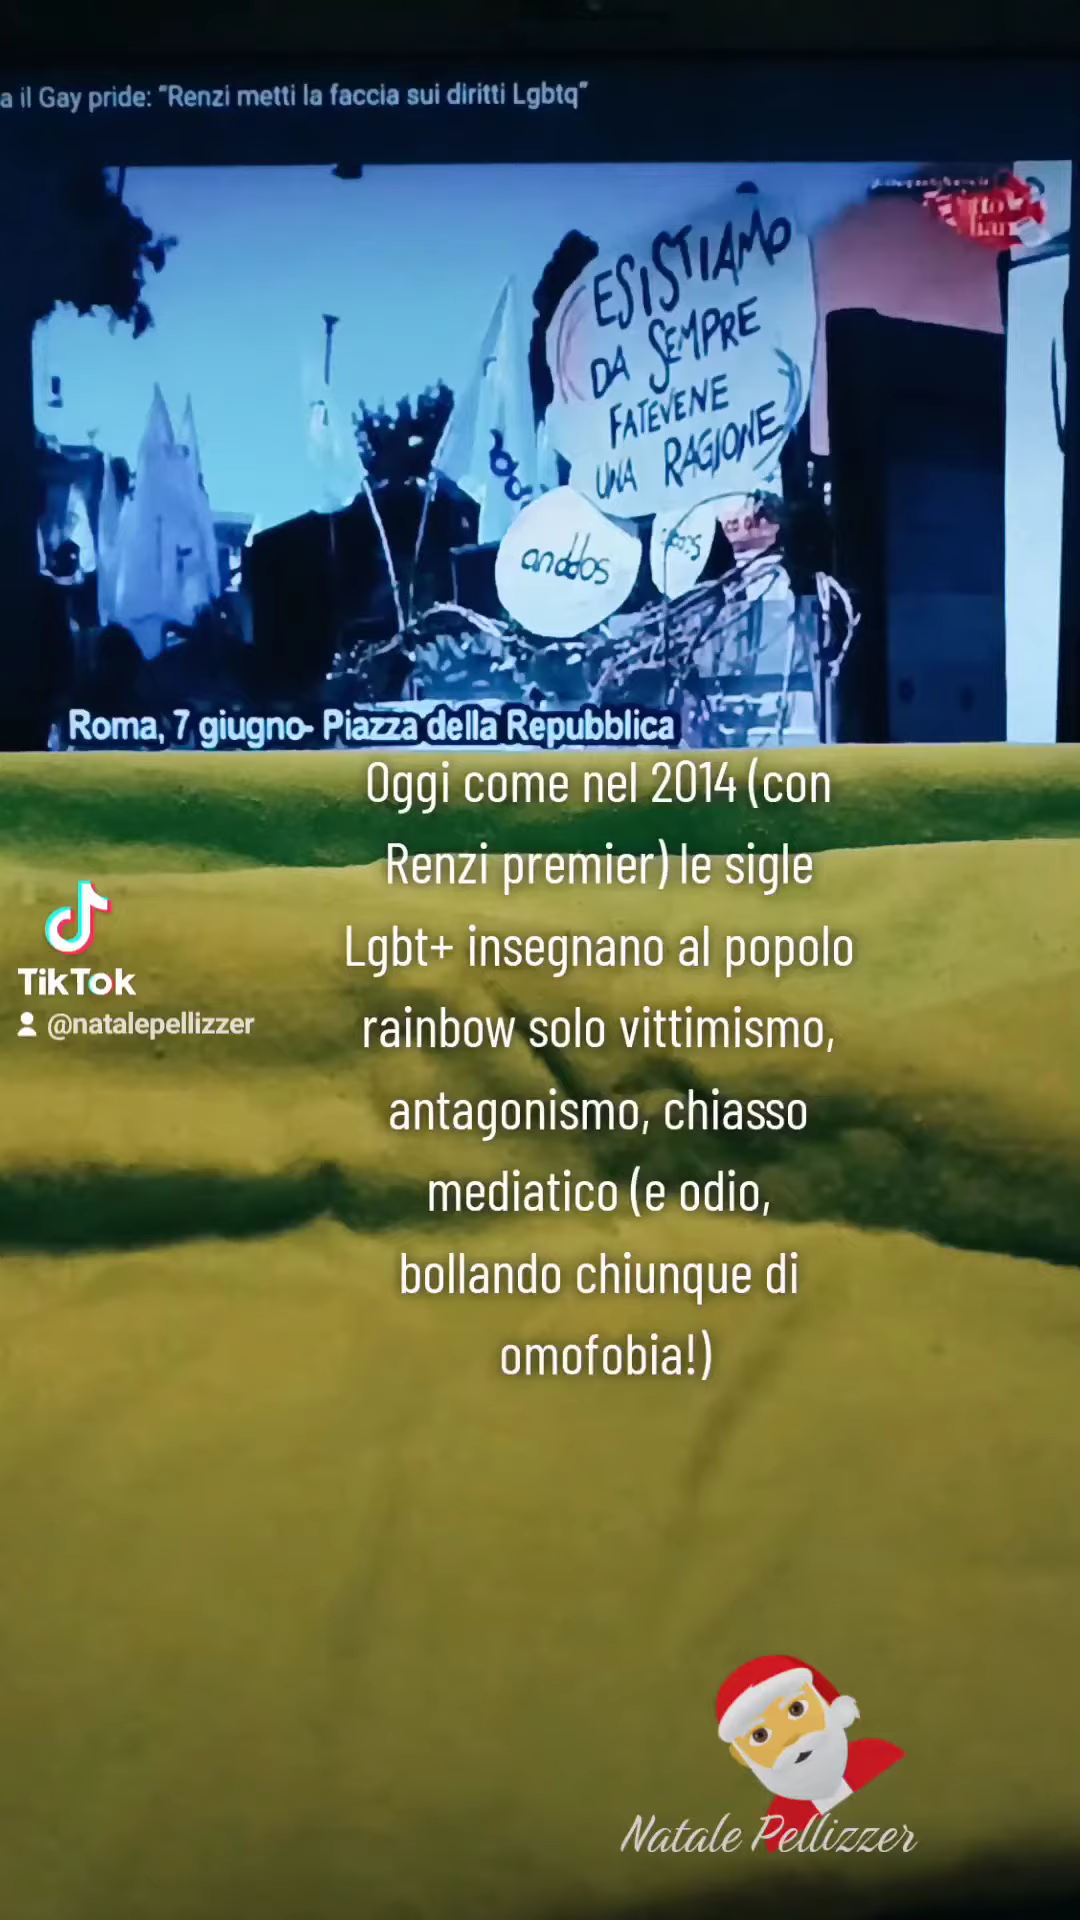 a il Gay pride: "Renzi metti la faccia sui diritti Lgbtq"
ESISTIAMO
DA SEMPRE
FATEVENE
UNA RAGIONE
anddos
Roma, 7 giugno- Piazza della Repubblica
Oggi come nel 2014 (con
Renzi premier) le sigle
Lgbt+ insegnano al popolo
rainbow solo vittimismo,
antagonismo, chiasso
mediatico (e odio,
bollando chiunque di
omofobia!)
TikTok
@natalepellizzer
Natale Pellizzer